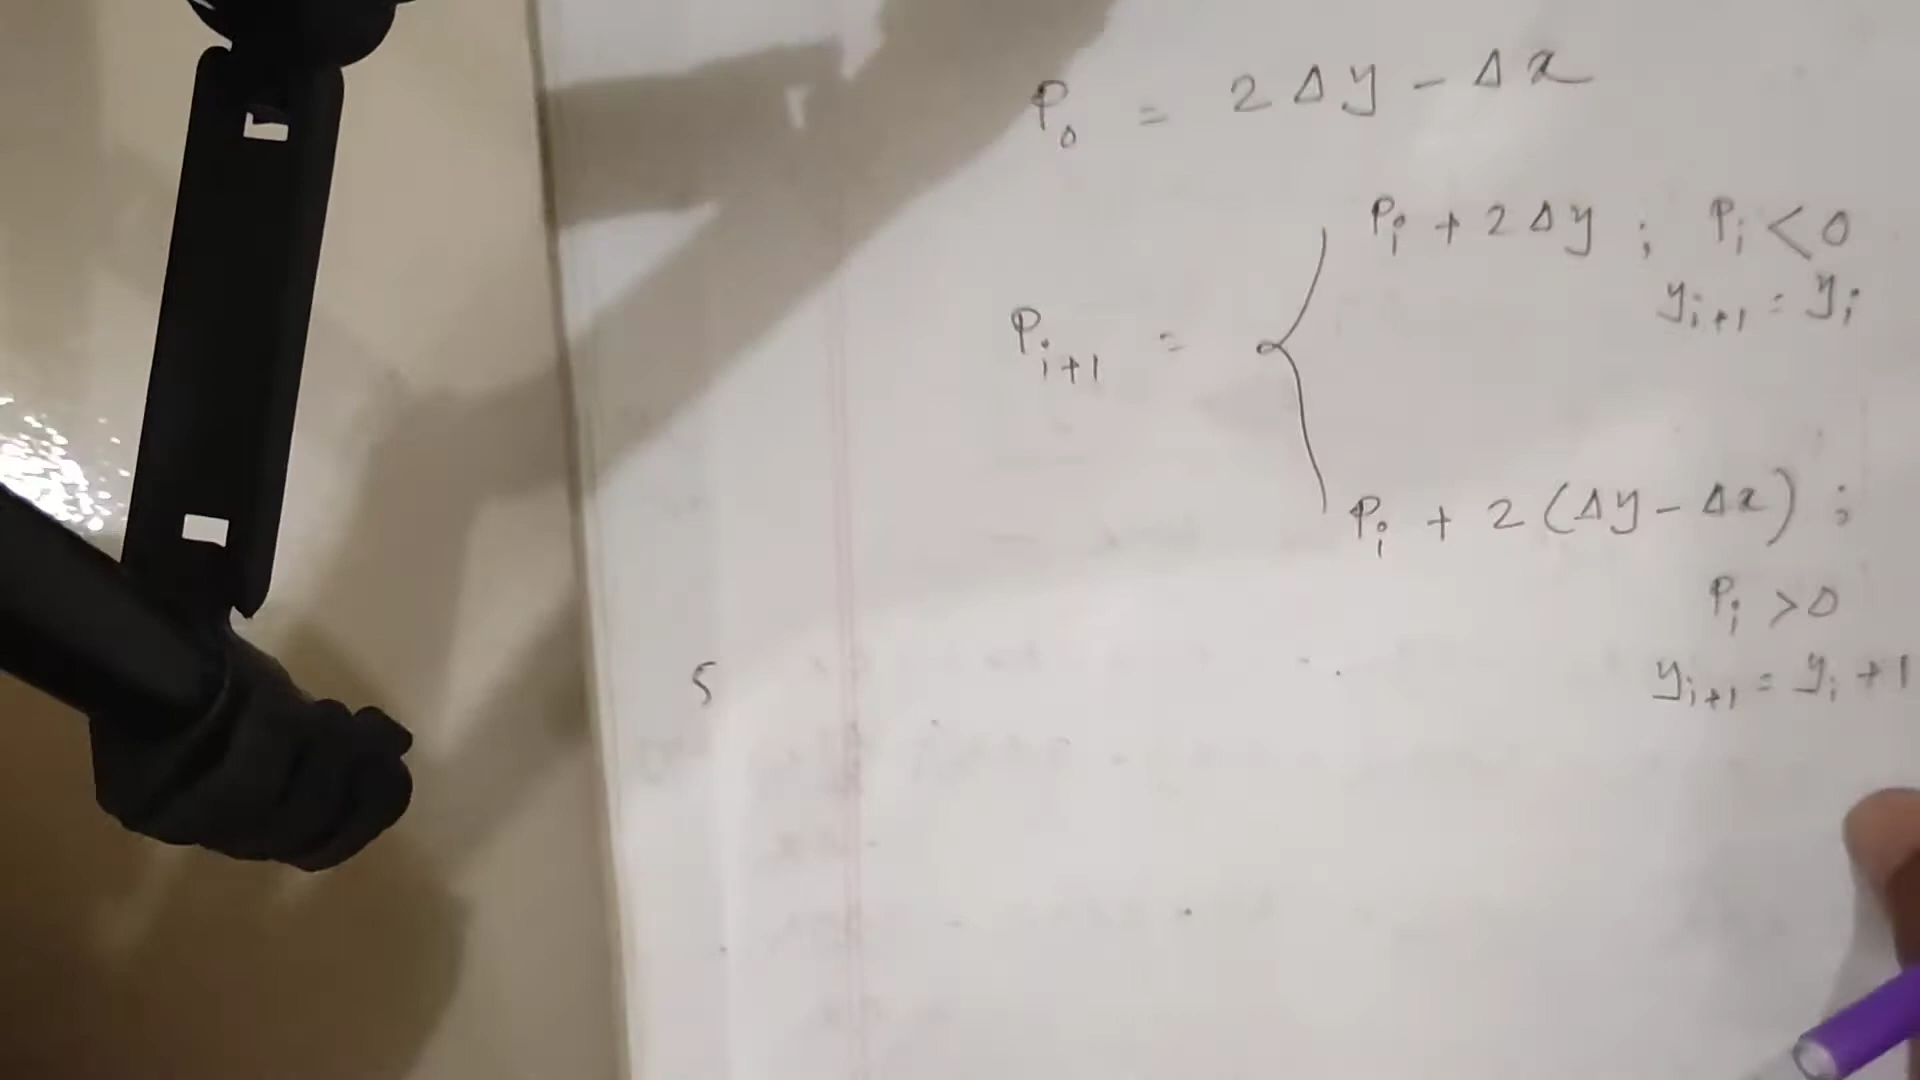 P₀ = 2Δy - Δx
Pᵢ + 2Δy ; Pᵢ < 0
yᵢ₊₁ = yᵢ
Pᵢ₊₁ =
Pᵢ + 2(Δy - Δx) ;
Pᵢ > 0
yᵢ₊₁ = yᵢ + 1
5